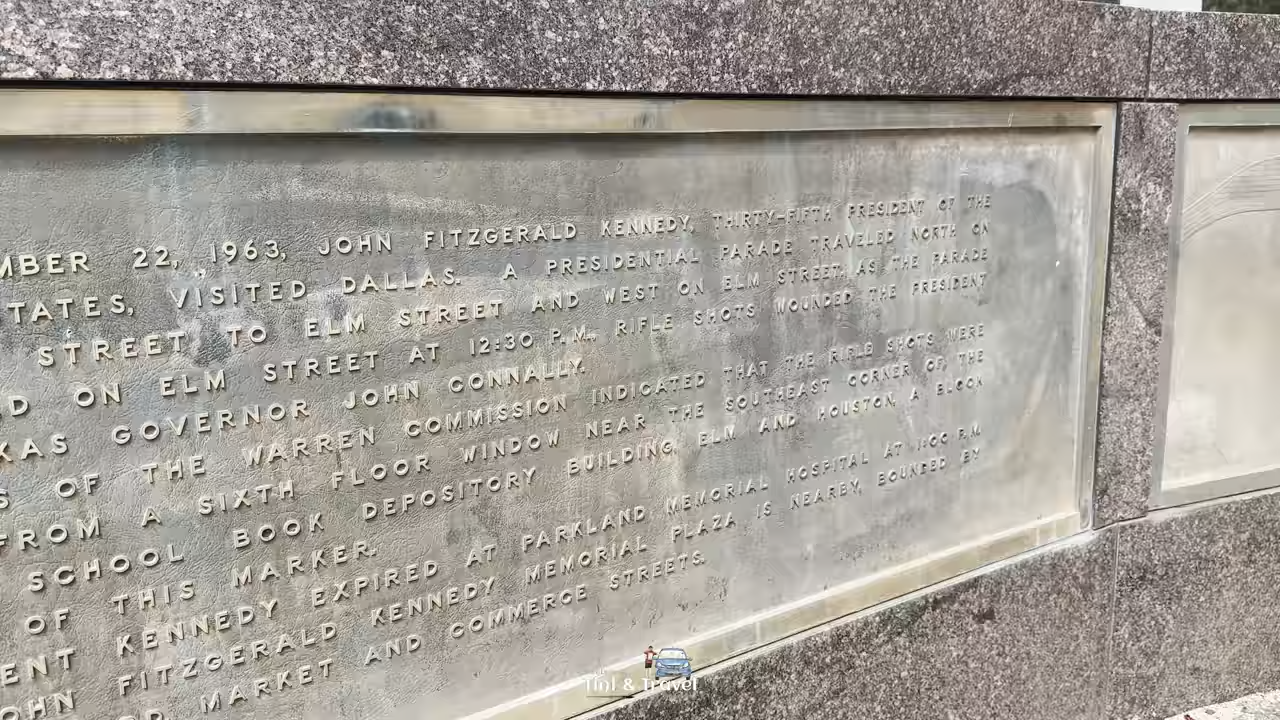 MBER 22, 1963, JOHN FITZGERALD KENNEDY, THIRTY-FIFTH PRESIDENT OF THE
TATES, VISITED DALLAS. A PRESIDENTIAL PARADE TRAVELED NORTH ON
STREET TO ELM STREET AND WEST ON ELM STREET. AS THE PARADE
D ON ELM STREET AT 12:30 P.M., RIFLE SHOTS WOUNDED THE PRESIDENT
XAS GOVERNOR JOHN CONNALLY.
S OF THE WARREN COMMISSION INDICATED THAT THE RIFLE SHOTS WERE
FROM A SIXTH FLOOR WINDOW NEAR THE SOUTHEAST CORNER OF THE
SCHOOL BOOK DEPOSITORY BUILDING, ELM AND HOUSTON, A BLOCK
OF THIS MARKER.
ENT KENNEDY EXPIRED AT PARKLAND MEMORIAL HOSPITAL AT 1:00 P.M.
OHN FITZGERALD KENNEDY MEMORIAL PLAZA IS NEARBY, BOUNDED BY
MARKET AND COMMERCE STREETS.
& Travel